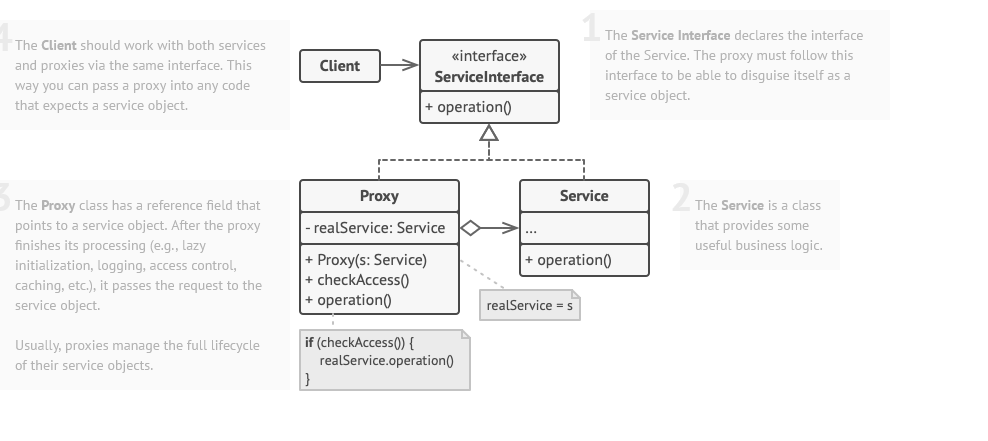 1
The Service Interface declares the interface
of the Service. The proxy must follow this
interface to be able to disguise itself as a
service object.
2
The Service is a class
that provides some
useful business logic.
3
The Proxy class has a reference field that
points to a service object. After the proxy
finishes its processing (e.g., lazy
initialization, logging, access control,
caching, etc.), it passes the request to the
service object.
Usually, proxies manage the full lifecycle
of their service objects.
4
The Client should work with both services
and proxies via the same interface. This
way you can pass a proxy into any code
that expects a service object.
Client
«interface»
ServiceInterface
+ operation()
Proxy
- realService: Service
+ Proxy(s: Service)
+ checkAccess()
+ operation()
Service
...
+ operation()
realService = s
if (checkAccess()) {
realService.operation()
}